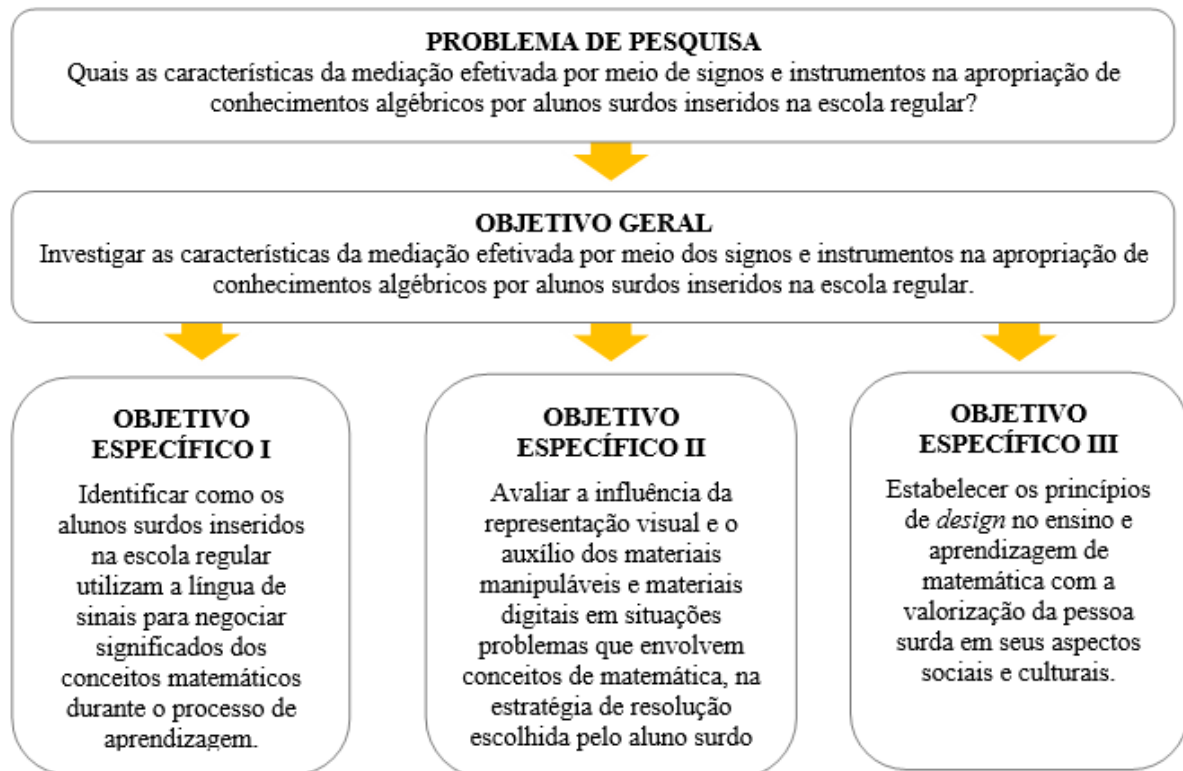 PROBLEMA DE PESQUISA
Quais as características da mediação efetivada por meio de signos e instrumentos na apropriação de
conhecimentos algébricos por alunos surdos inseridos na escola regular?
OBJETIVO GERAL
Investigar as características da mediação efetivada por meio dos signos e instrumentos na apropriação de
conhecimentos algébricos por alunos surdos inseridos na escola regular.
OBJETIVO
ESPECÍFICO I
Identificar como os
alunos surdos inseridos
na escola regular
utilizam a língua de
sinais para negociar
significados dos
conceitos matemáticos
durante o processo de
aprendizagem.
OBJETIVO
ESPECÍFICO II
Avaliar a influência da
representação visual e o
auxílio dos materiais
manipuláveis e materiais
digitais em situações
problemas que envolvem
conceitos de matemática, na
estratégia de resolução
escolhida pelo aluno surdo
OBJETIVO
ESPECÍFICO III
Estabelecer os princípios
de design no ensino e
aprendizagem de
matemática com a
valorização da pessoa
surda em seus aspectos
sociais e culturais.